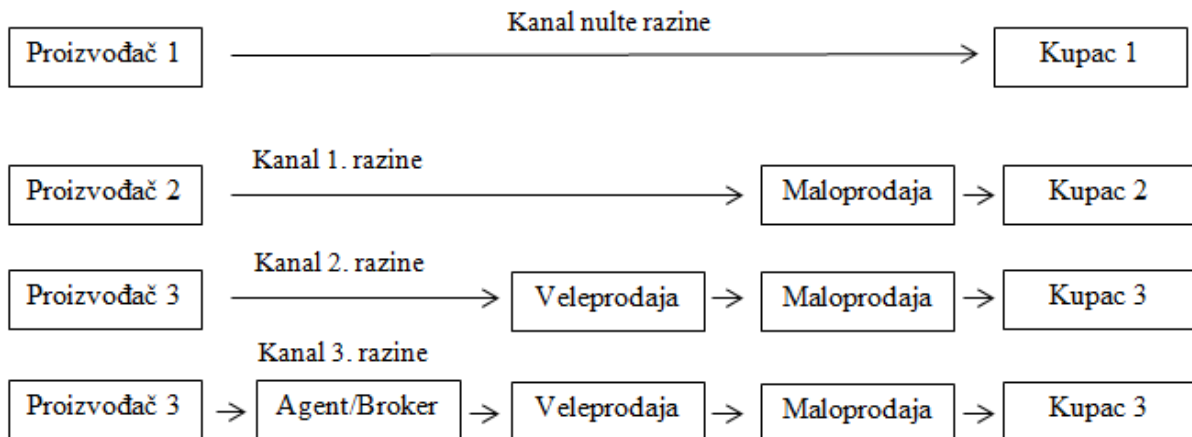 Kanal nulte razine
Proizvođač 1
Kupac 1
Kanal 1. razine
Proizvođač 2
Maloprodaja
Kupac 2
Kanal 2. razine
Proizvođač 3
Veleprodaja
Maloprodaja
Kupac 3
Kanal 3. razine
Proizvođač 3
Agent/Broker
Veleprodaja
Maloprodaja
Kupac 3